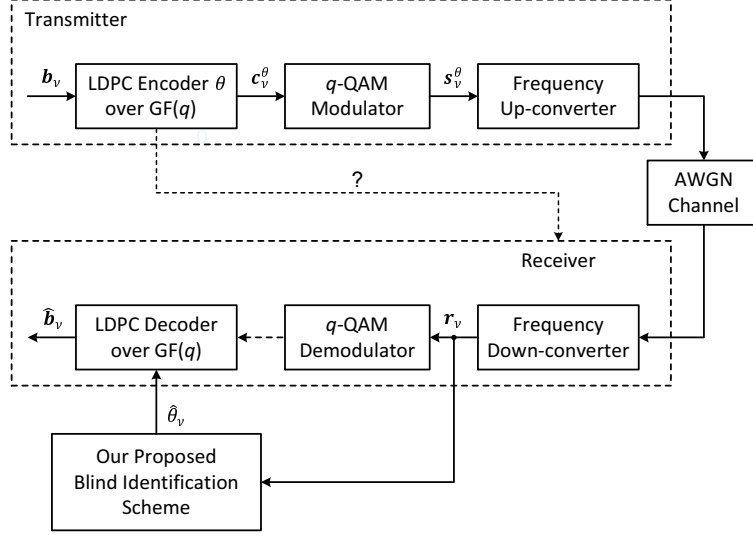 Transmitter
𝒃_ν
LDPC Encoder θ
over GF(q)
𝒄_ν^θ
q-QAM
Modulator
𝒔_ν^θ
Frequency
Up-converter
?
AWGN
Channel
Receiver
𝒃̂_ν
LDPC Decoder
over GF(q)
q-QAM
Demodulator
𝒓_ν
Frequency
Down-converter
θ̂_ν
Our Proposed
Blind Identification
Scheme